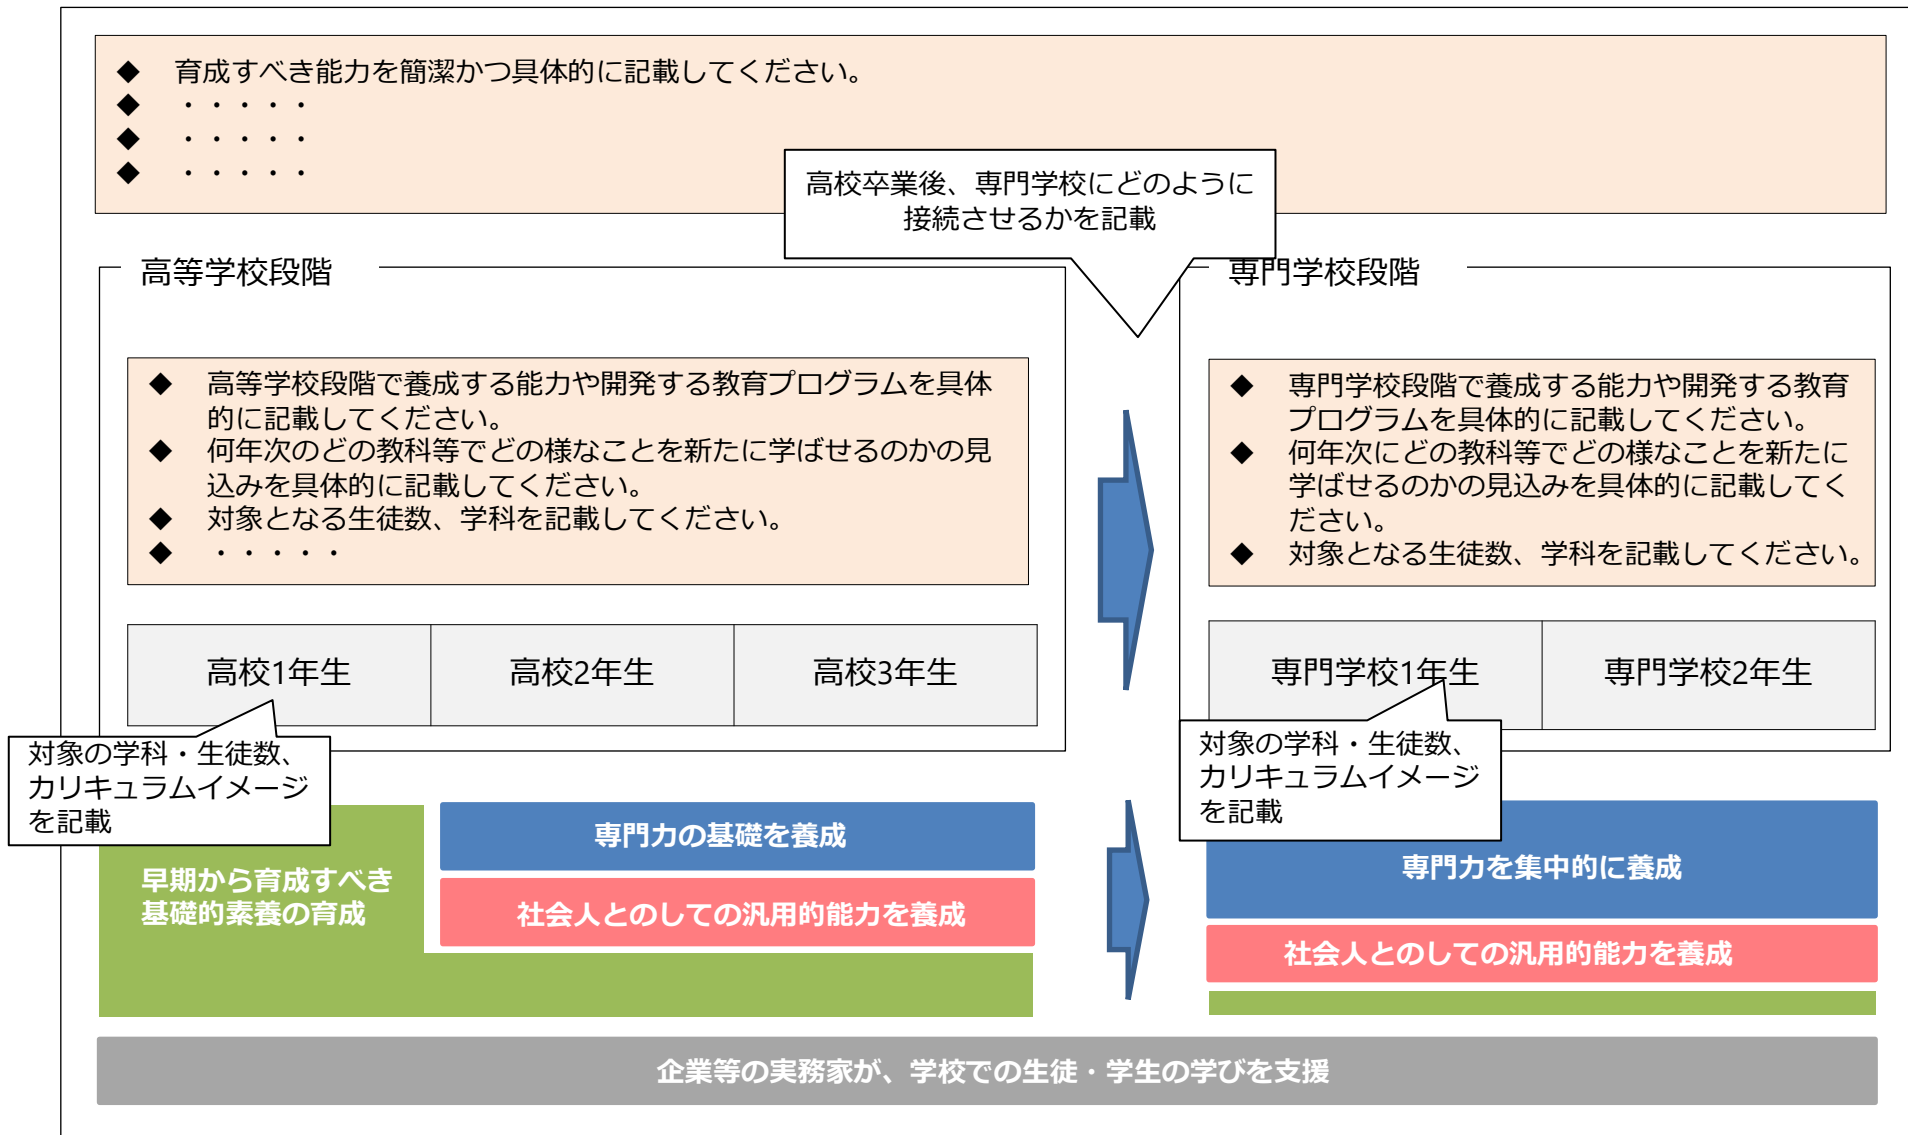 ◆ 育成すべき能力を簡潔かつ具体的に記載してください。
◆ ・・・・・
◆ ・・・・・
◆ ・・・・・
高校卒業後、専門学校にどのように
接続させるかを記載
高等学校段階
◆ 高等学校段階で養成する能力や開発する教育プログラムを具体
的に記載してください。
◆ 何年次のどの教科等でどの様なことを新たに学ばせるのかの見
込みを具体的に記載してください。
◆ 対象となる生徒数、学科を記載してください。
◆ ・・・・・
高校1年生
高校2年生
高校3年生
対象の学科・生徒数、
カリキュラムイメージ
を記載
専門学校段階
◆ 専門学校段階で養成する能力や開発する教育
プログラムを具体的に記載してください。
◆ 何年次にどの教科等でどの様なことを新たに
学ばせるのかの見込みを具体的に記載してく
ださい。
◆ 対象となる生徒数、学科を記載してください。
専門学校1年生
専門学校2年生
対象の学科・生徒数、
カリキュラムイメージ
を記載
早期から育成すべき
基礎的素養の育成
専門力の基礎を養成
社会人とのしての汎用的能力を養成
専門力を集中的に養成
社会人とのしての汎用的能力を養成
企業等の実務家が、学校での生徒・学生の学びを支援